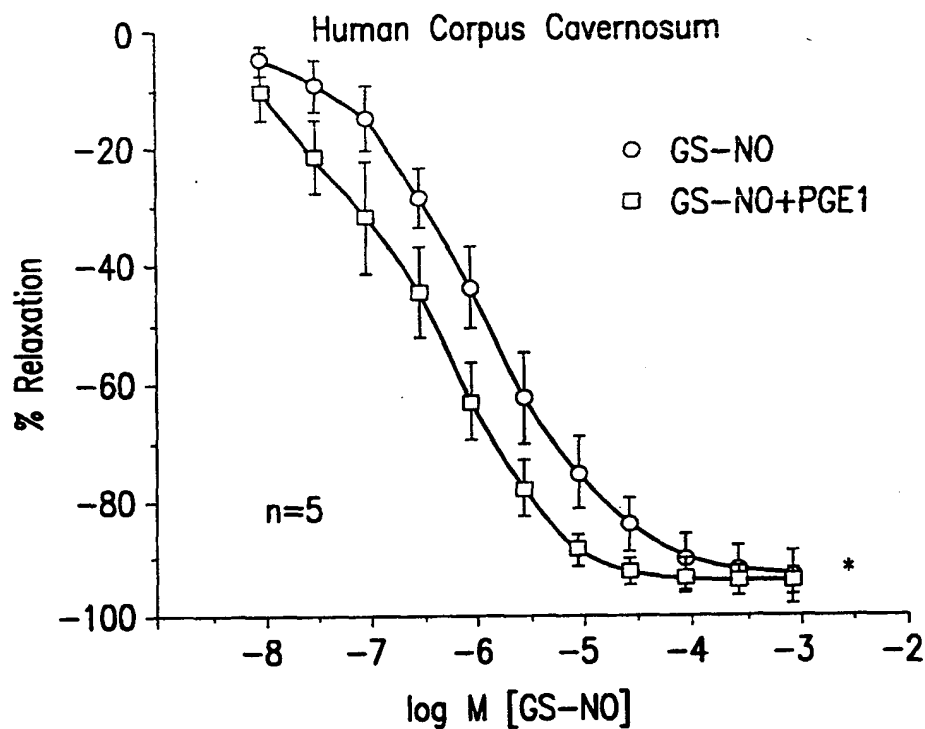 Human Corpus Cavernosum
GS-NO
GS-NO+PGE1
% Relaxation
0
-20
-40
-60
-80
-100
n=5
*
-8 -7 -6 -5 -4 -3 -2
log M [GS-NO]